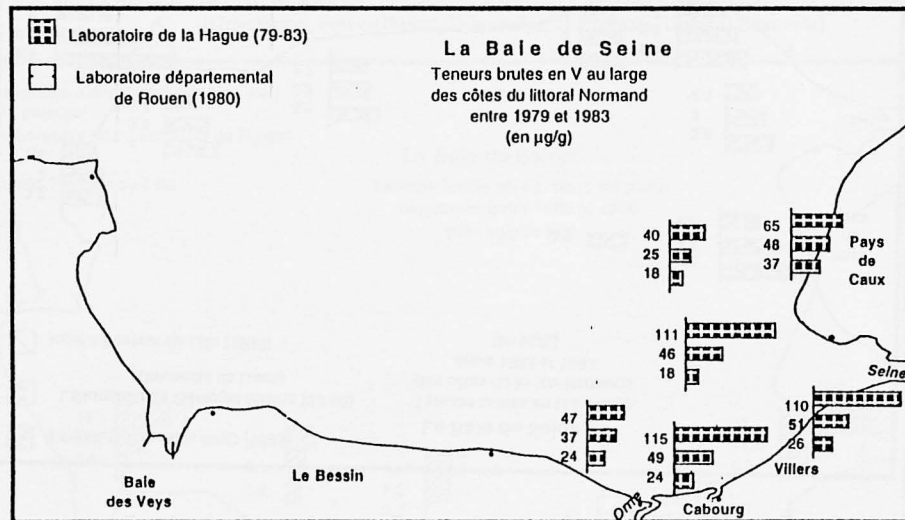 Laboratoire de la Hague (79-83)
Laboratoire départemental
de Rouen (1980)
La Baie de Seine
Teneurs brutes en V au large
des côtes du littoral Normand
entre 1979 et 1983
(en µg/g)
40
25
18
65
48
37
Pays
de
Caux
111
46
18
Seine
110
51
26
Villers
47
37
24
115
49
24
Baie
des Veys
Le Bessin
Orne
Cabourg